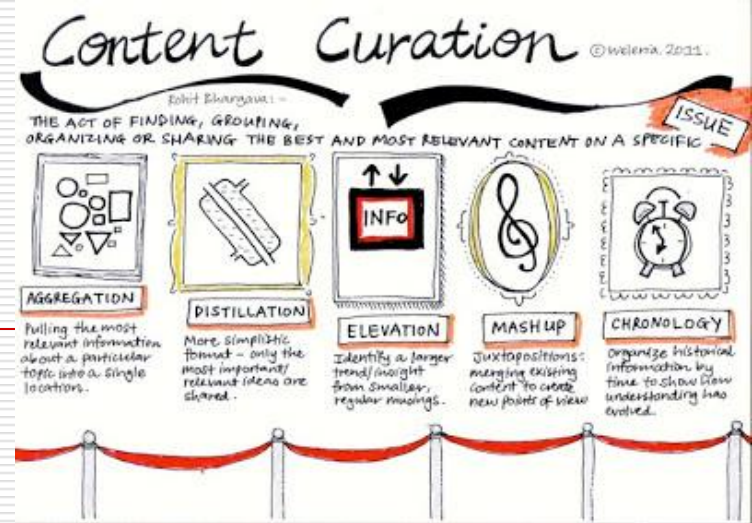 Content Curation © welenia. 2011.
Rohit Bhargava: -
THE ACT OF FINDING, GROUPING,
ORGANIZING OR SHARING THE BEST AND MOST RELEVANT CONTENT ON A SPECIFIC
ISSUE
AGGREGATION
Pulling the most
relevant information
about a particular
topic into a single
location.
DISTILLATION
More simplistic
format - only the
most important/
relevant ideas are
shared.
INFO
ELEVATION
Identify a larger
trend/insight
from smaller,
regular musings.
MASHUP
Juxtapositions:
merging existing
content to create
new points of view
CHRONOLOGY
Organize historical
information by
time to show how
understanding has
evolved.